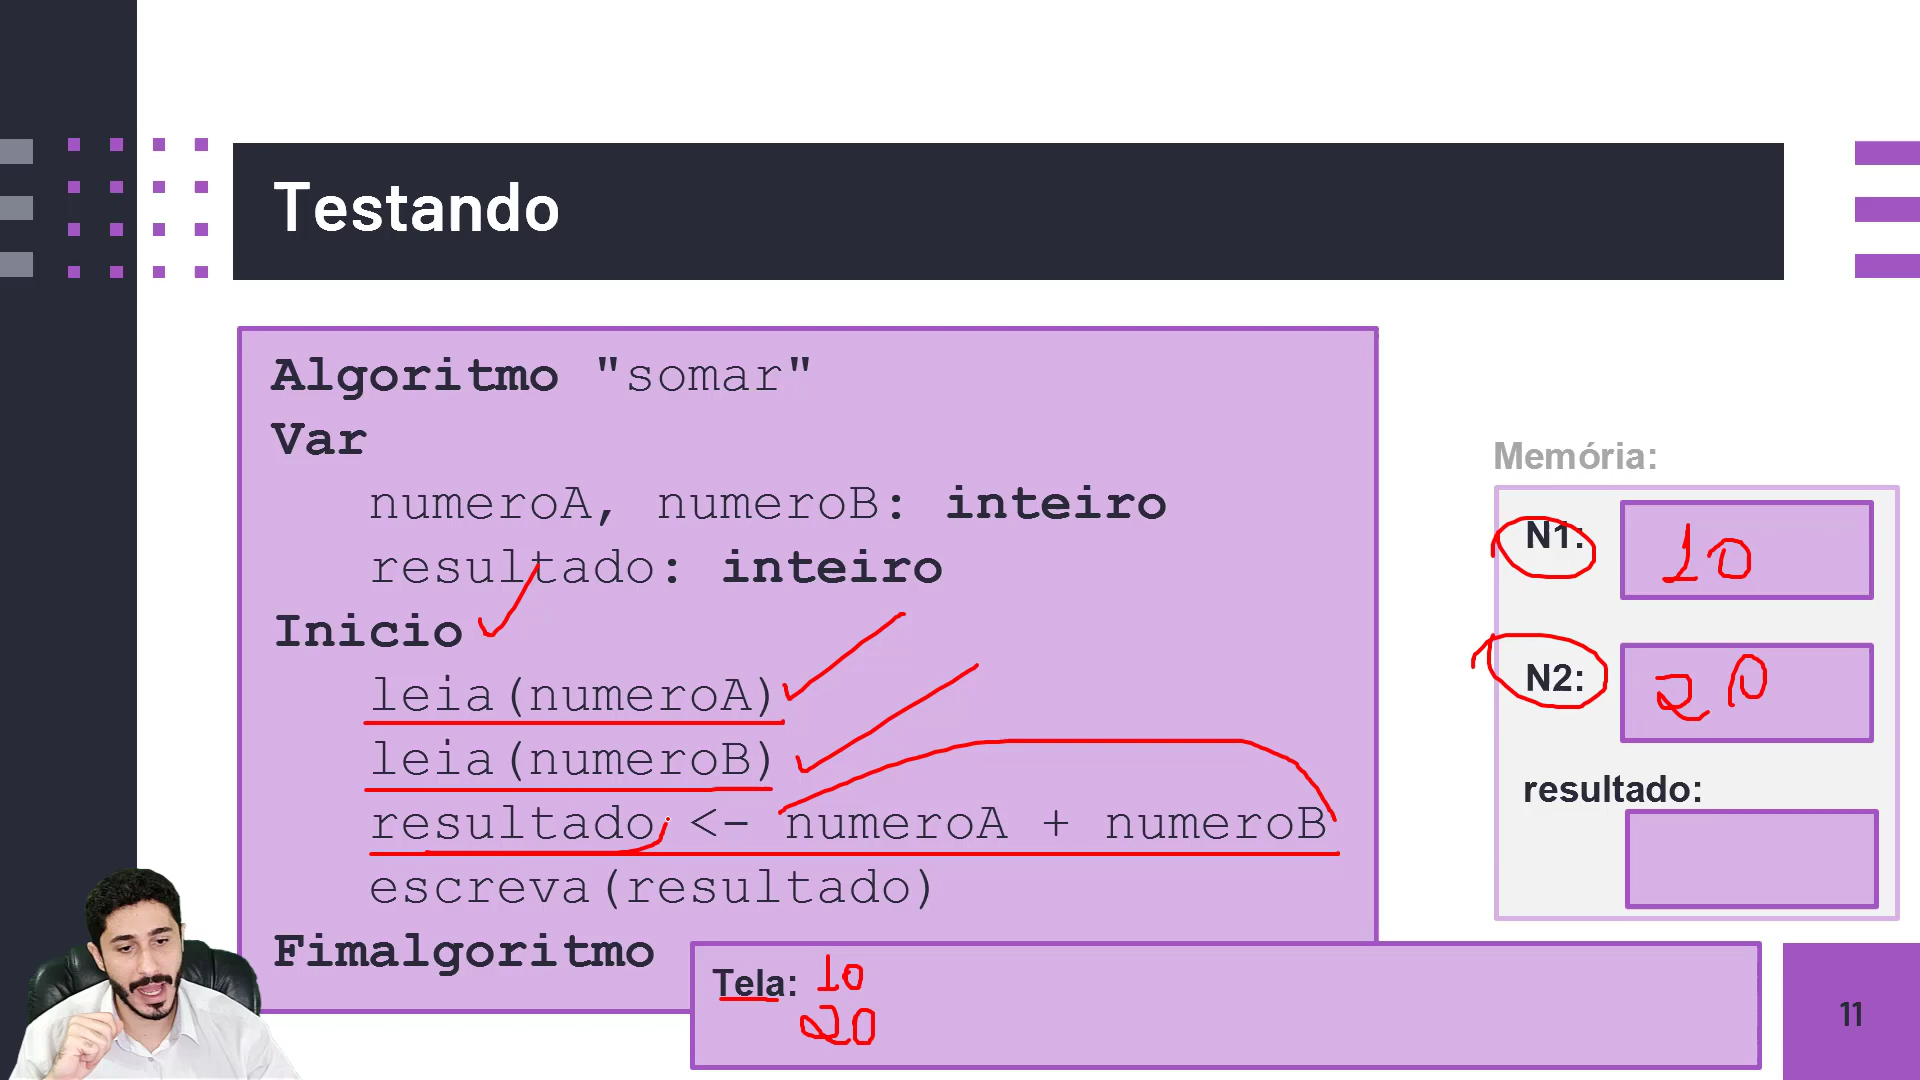 Testando
Algoritmo "somar"
Var
numeroA, numeroB: inteiro
resultado: inteiro
Inicio
leia(numeroA)
leia(numeroB)
resultado <- numeroA + numeroB
escreva(resultado)
Fimalgoritmo
Memória:
N1: 10
N2: 20
resultado:
Tela: 10
20
11